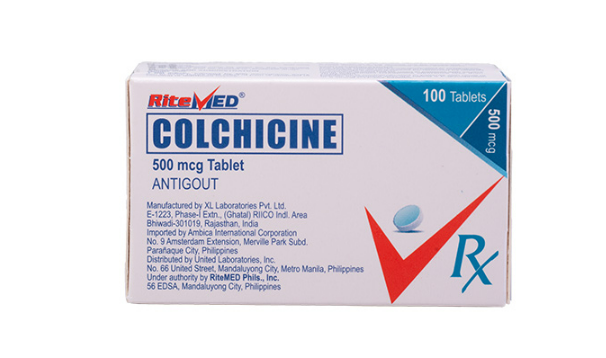 RiteMED®
100 Tablets
500 mcg
COLCHICINE
500 mcg Tablet
ANTIGOUT
Manufactured by XL Laboratories Pvt. Ltd.
E-1223, Phase-I Extn., (Ghatal) RIICO Indl. Area
Bhiwadi-301019, Rajasthan, India
Imported by Ambica International Corporation
No. 9 Amsterdam Extension, Merville Park Subd.
Parañaque City, Philippines
Distributed by United Laboratories, Inc.
No. 66 United Street, Mandaluyong City, Metro Manila, Philippines
Under authority by RiteMED Phils., Inc.
56 EDSA, Mandaluyong City, Philippines
Rx